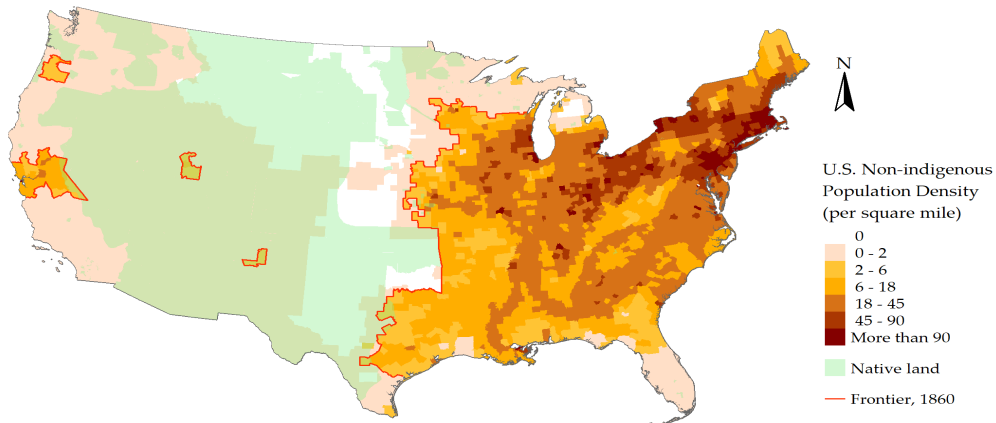 N
U.S. Non-indigenous
Population Density
(per square mile)
0
0 - 2
2 - 6
6 - 18
18 - 45
45 - 90
More than 90
Native land
Frontier, 1860